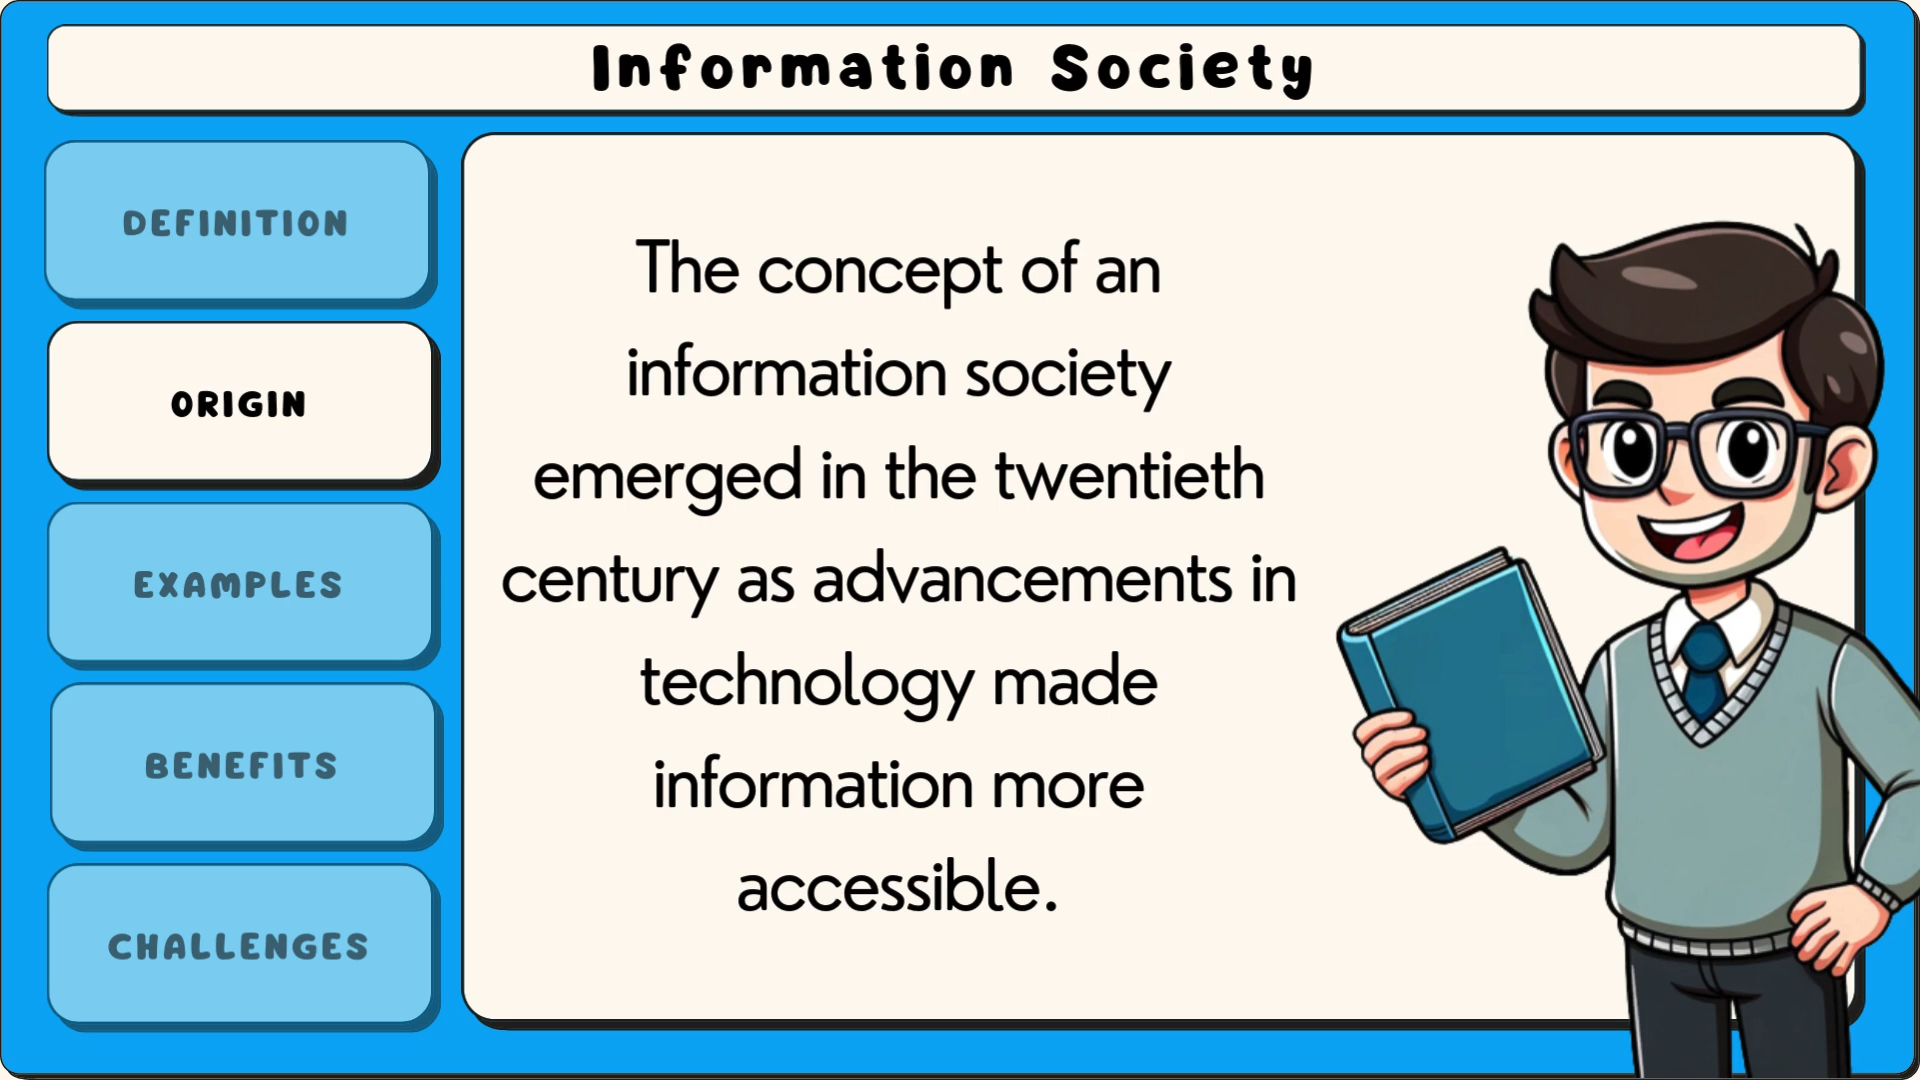 Information Society
DEFINITION
ORIGIN
EXAMPLES
BENEFITS
CHALLENGES
The concept of an
information society
emerged in the twentieth
century as advancements in
technology made
information more
accessible.